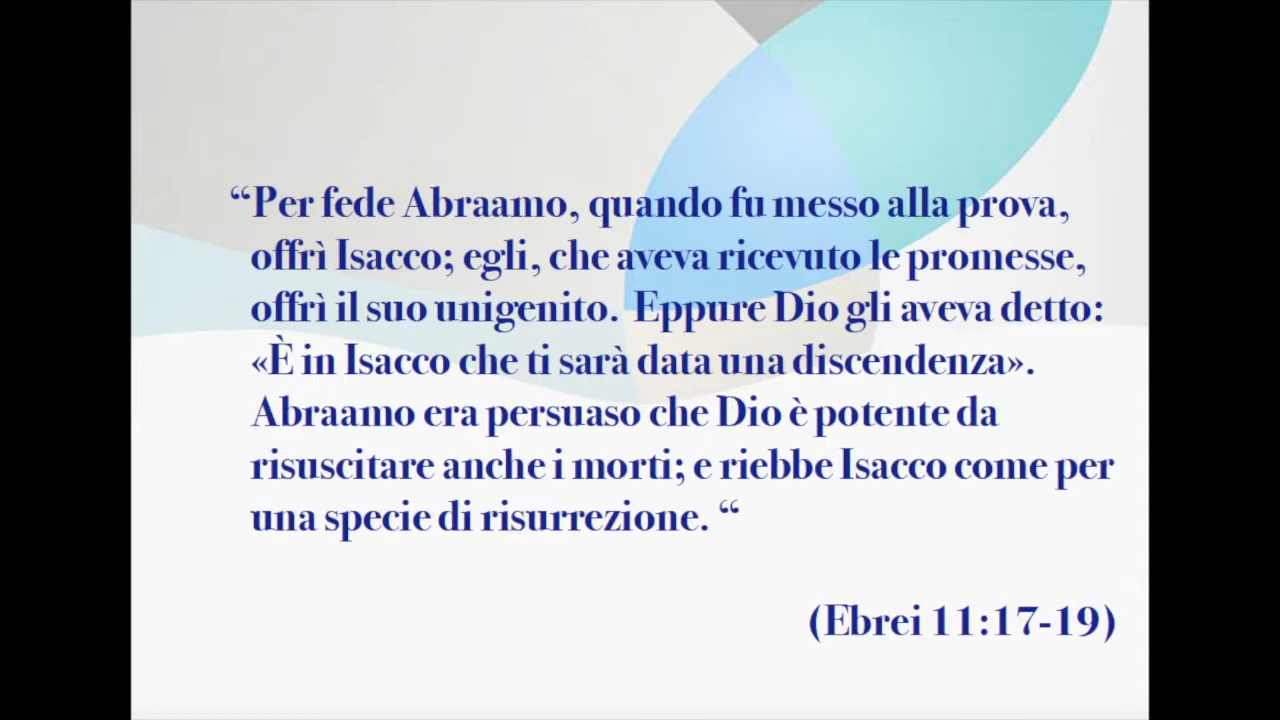 “Per fede Abraamo, quando fu messo alla prova,
offrì Isacco; egli, che aveva ricevuto le promesse,
offrì il suo unigenito. Eppure Dio gli aveva detto:
«È in Isacco che ti sarà data una discendenza».
Abraamo era persuaso che Dio è potente da
risuscitare anche i morti; e riebbe Isacco come per
una specie di risurrezione. “
(Ebrei 11:17-19)